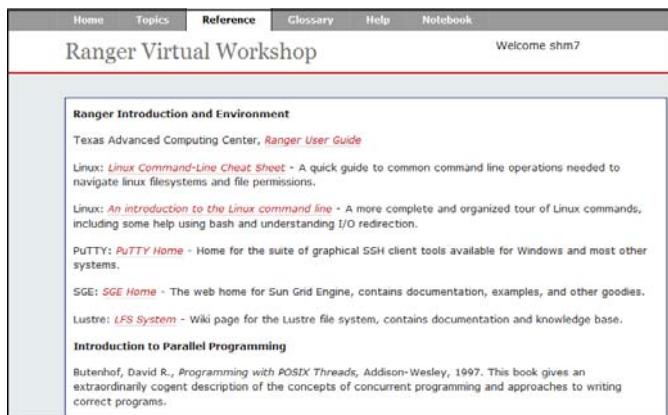 Home Topics Reference Glossary Help Notebook
Ranger Virtual Workshop
Welcome shm7
Ranger Introduction and Environment
Texas Advanced Computing Center, Ranger User Guide
Linux: Linux Command-Line Cheat Sheet - A quick guide to common command line operations needed to
navigate linux filesystems and file permissions.
Linux: An introduction to the Linux command line - A more complete and organized tour of Linux commands,
including some help using bash and understanding I/O redirection.
PuTTY: PuTTY Home - Home for the suite of graphical SSH client tools available for Windows and most other
systems.
SGE: SGE Home - The web home for Sun Grid Engine, contains documentation, examples, and other goodies.
Lustre: LFS System - Wiki page for the Lustre file system, contains documentation and knowledge base.
Introduction to Parallel Programming
Butenhof, David R., Programming with POSIX Threads, Addison-Wesley, 1997. This book gives an
extraordinarily cogent description of the concepts of concurrent programming and approaches to writing
correct programs.